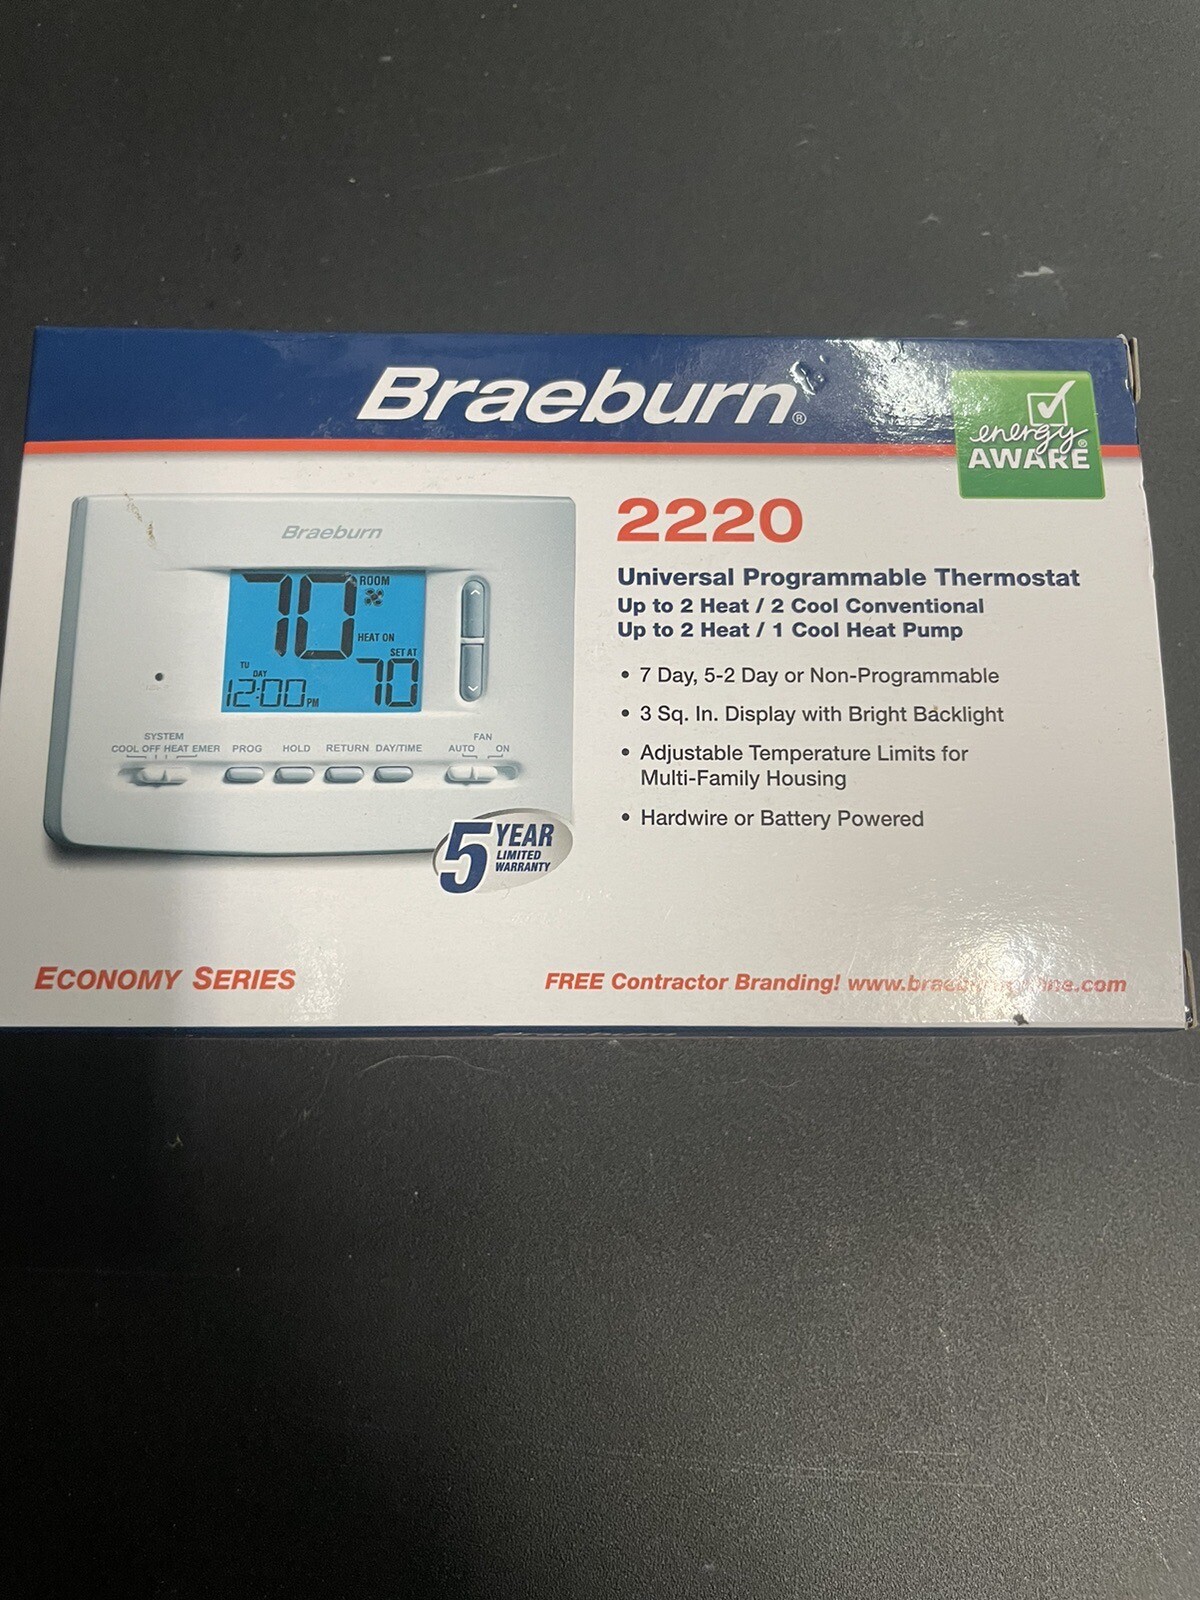 Braeburn®
energy®
AWARE
2220
Universal Programmable Thermostat
Up to 2 Heat / 2 Cool Conventional
Up to 2 Heat / 1 Cool Heat Pump
• 7 Day, 5-2 Day or Non-Programmable
• 3 Sq. In. Display with Bright Backlight
• Adjustable Temperature Limits for
Multi-Family Housing
• Hardwire or Battery Powered
Braeburn
70 ROOM
HEAT ON
SET AT
70
TU
DAY
12:00 PM
SYSTEM
COOL OFF HEAT EMER
PROG HOLD RETURN DAY/TIME
FAN
AUTO ON
5 YEAR
LIMITED
WARRANTY
ECONOMY SERIES
FREE Contractor Branding!
Braeburn